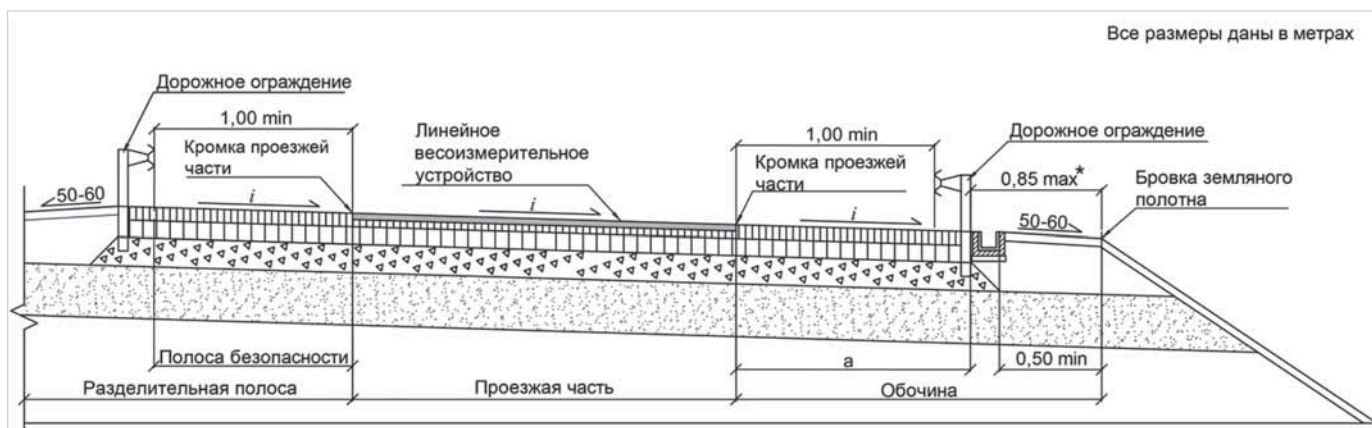 Все размеры даны в метрах
Дорожное ограждение
1,00 min
Кромка проезжей
части
Линейное
весоизмерительное
устройство
1,00 min
Кромка проезжей
части
Дорожное ограждение
0,85 max*
Бровка земляного
полотна
50-60
i
i
i
50-60
Полоса безопасности
a
0,50 min
Разделительная полоса
Проезжая часть
Обочина